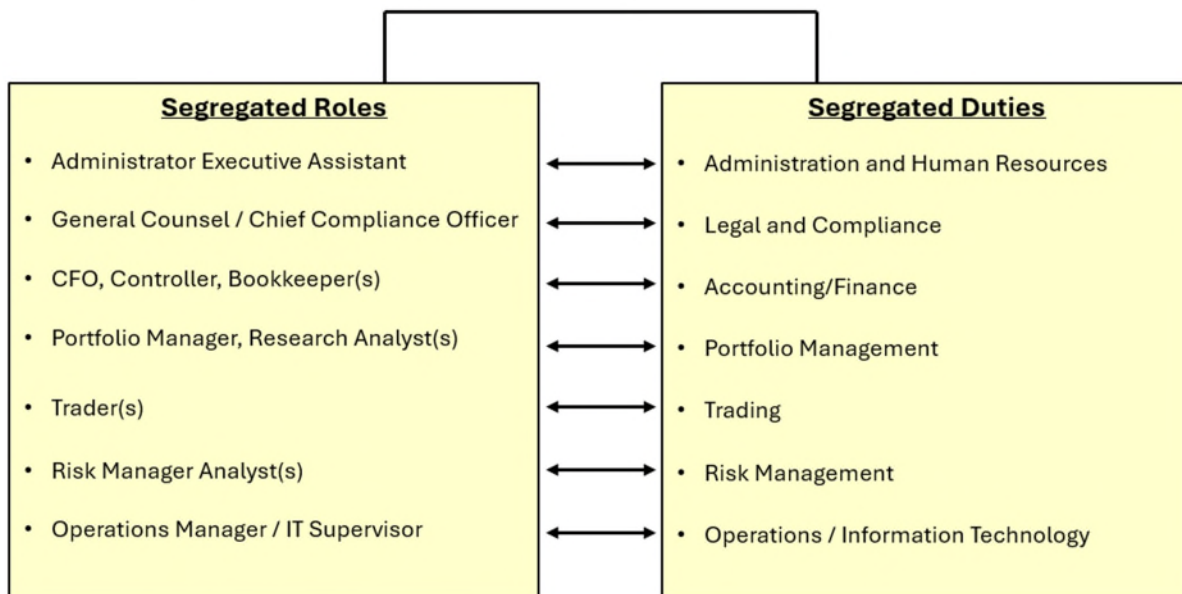 Segregated Roles
• Administrator Executive Assistant
• General Counsel / Chief Compliance Officer
• CFO, Controller, Bookkeeper(s)
• Portfolio Manager, Research Analyst(s)
• Trader(s)
• Risk Manager Analyst(s)
• Operations Manager / IT Supervisor
Segregated Duties
• Administration and Human Resources
• Legal and Compliance
• Accounting/Finance
• Portfolio Management
• Trading
• Risk Management
• Operations / Information Technology